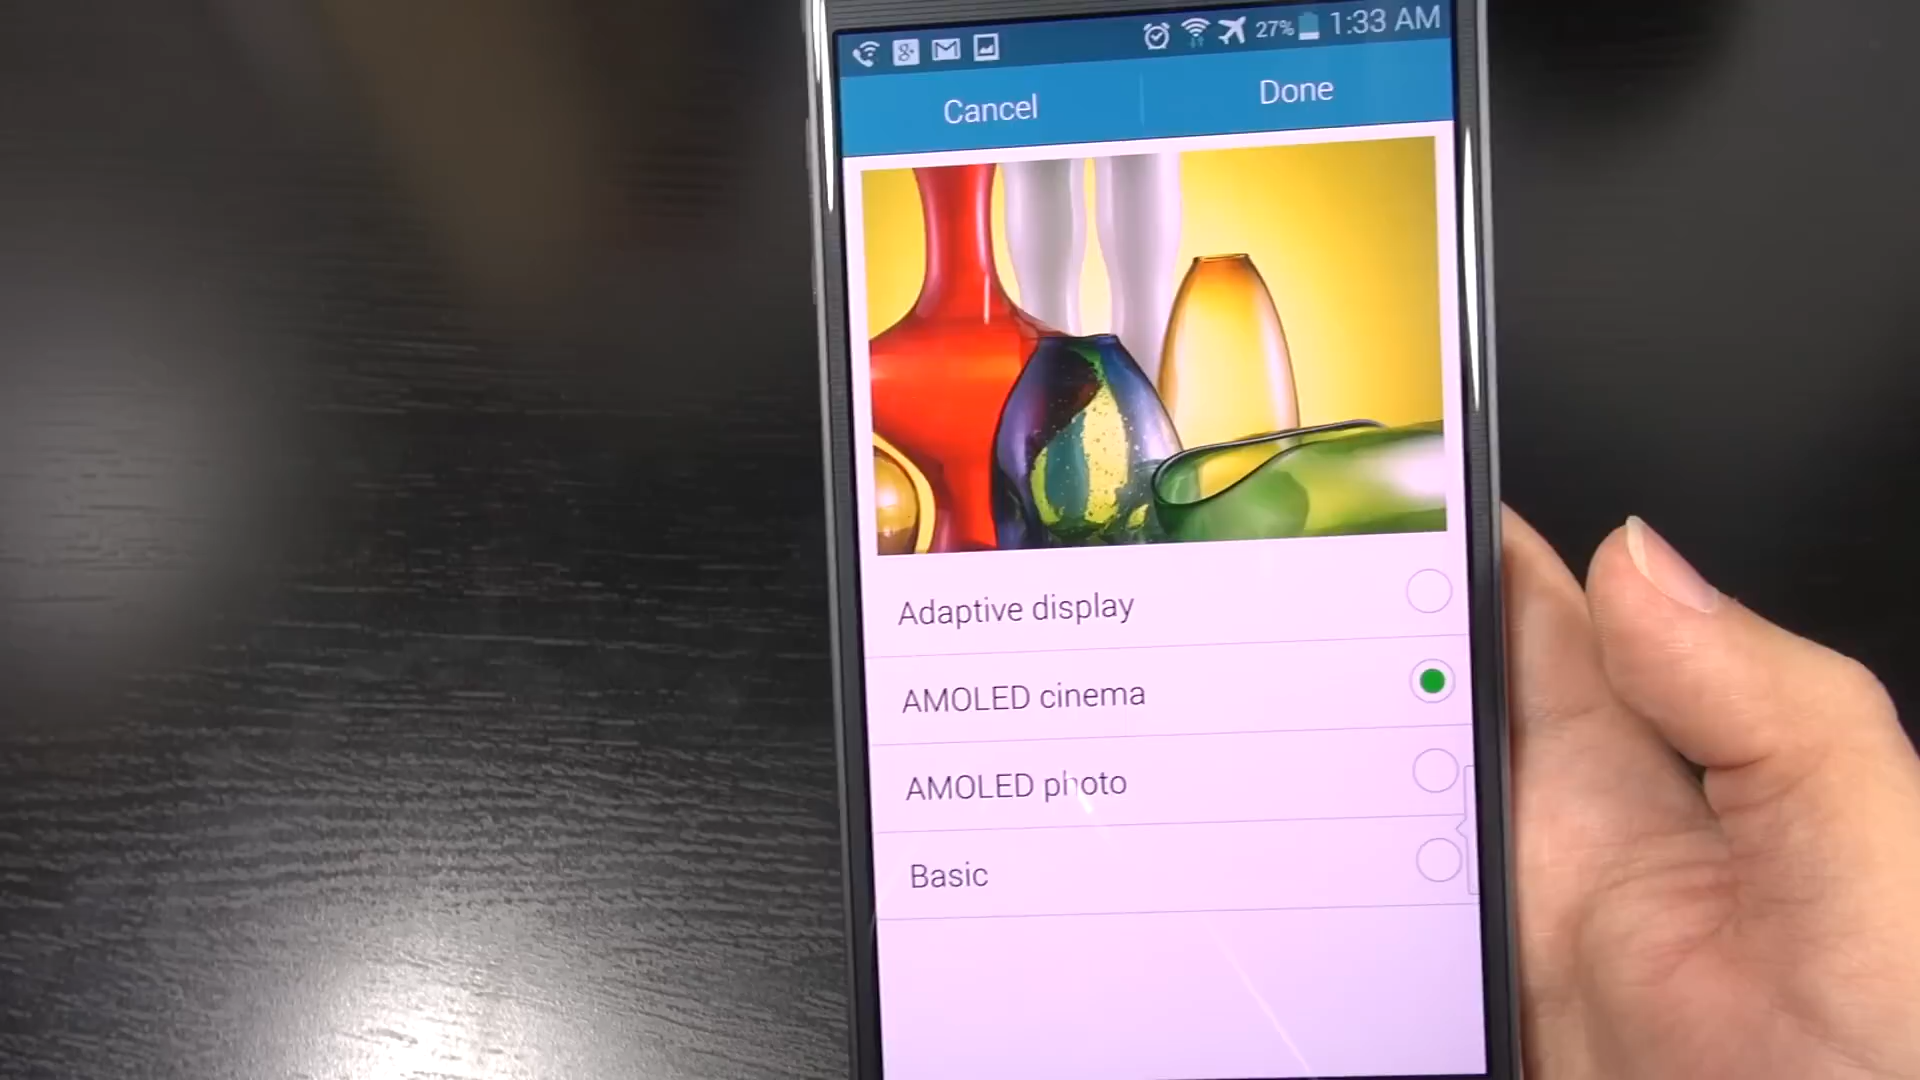 27% 1:33 AM
Cancel Done
Adaptive display
AMOLED cinema
AMOLED photo
Basic